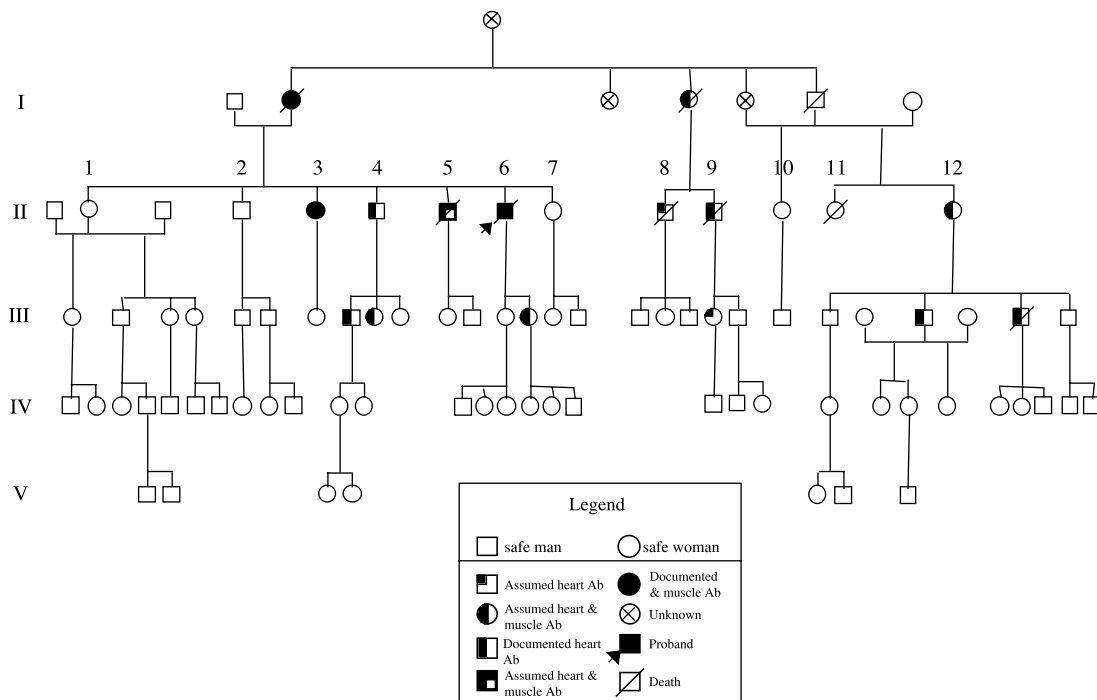 I
1 2 3 4 5 6 7 8 9 10 11 12
II
III
IV
V
Legend
safe man
safe woman
Assumed heart Ab
Documented
& muscle Ab
Assumed heart &
muscle Ab
Unknown
Documented heart
Ab
Proband
Assumed heart &
muscle Ab
Death